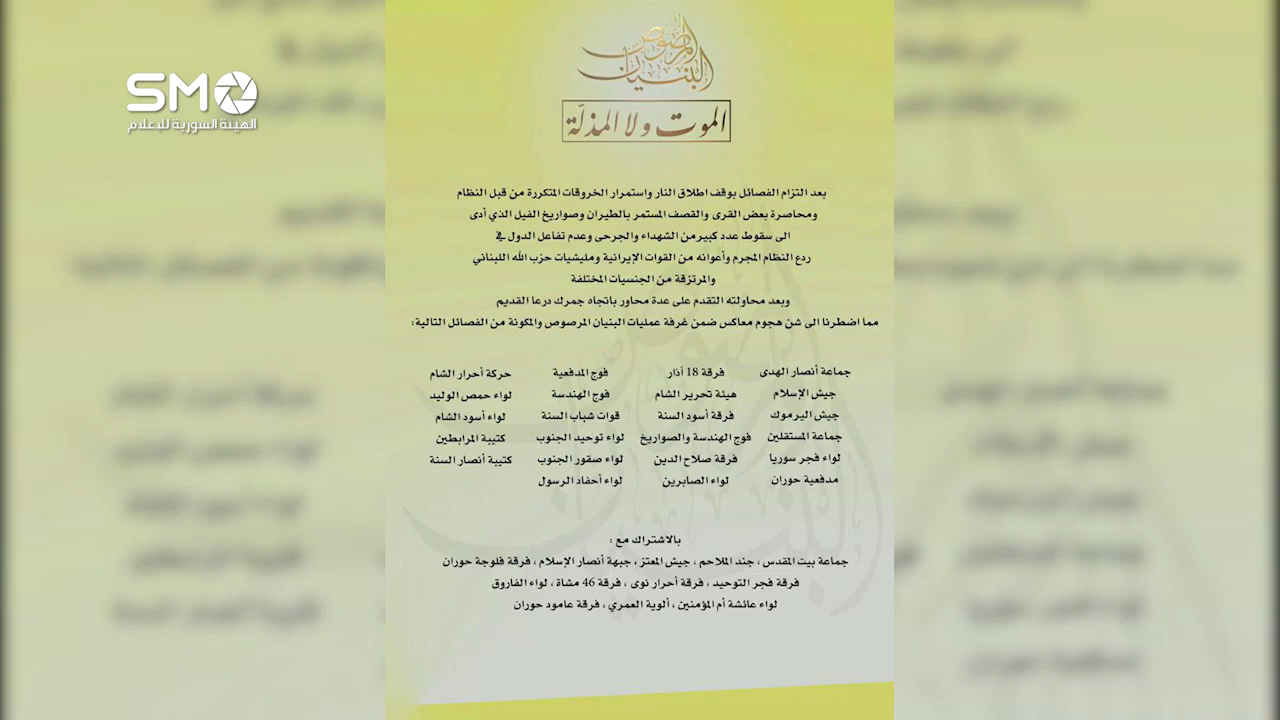 SMO
الهيئة السورية للإعلام
البنيان المرصوص
الموت ولا المذلّة
بعد التزام الفصائل بوقف اطلاق النار واستمرار الخروقات المتكررة من قبل النظام
ومحاصرة بعض القرى والقصف المستمر بالطيران وصواريخ الفيل الذي أدى
الى سقوط عدد كبير من الشهداء والجرحى وعدم تفاعل الدول في
ردع النظام المجرم وأعوانه من القوات الإيرانية ومليشيات حزب الله اللبناني
والمرتزقة من الجنسيات المختلفة
وبعد محاولته التقدم على عدة محاور باتجاه جمرك درعا القديم
مما اضطرنا الى شن هجوم معاكس ضمن غرفة عمليات البنيان المرصوص والمكونة من الفصائل التالية؛
جماعة أنصار الهدى فرقة 18 آذار فوج المدفعية حركة أحرار الشام
جيش الإسلام هيئة تحرير الشام فوج الهندسة لواء حمص الوليد
جيش اليرموك فرقة أسود السنة قوات شباب السنة لواء أسود الشام
جماعة المستقلين فوج الهندسة والصواريخ لواء توحيد الجنوب كتيبة المرابطين
لواء فجر سوريا فرقة صلاح الدين لواء صقور الجنوب كتيبة أنصار السنة
مدفعية حوران لواء الصابرين لواء أحفاد الرسول
بالاشتراك مع :
جماعة بيت المقدس ، جند الملاحم ، جيش المعتز ، جبهة أنصار الإسلام ، فرقة فلوجة حوران
فرقة فجر التوحيد ، فرقة أحرار نوى ، فرقة 46 مشاة ، لواء الفاروق
لواء عائشة أم المؤمنين ، ألوية العمري ، فرقة عامود حوران